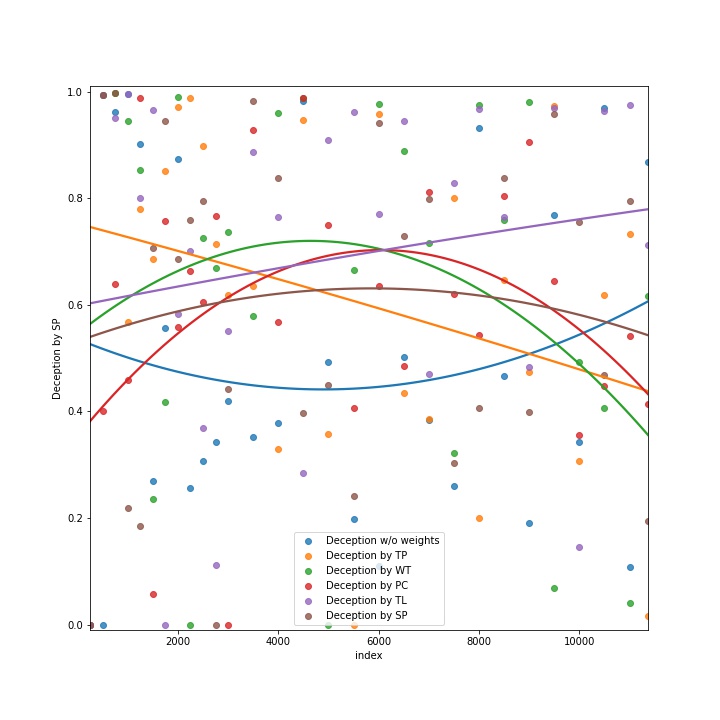 1.0
0.8
0.6
0.4
0.2
0.0
Deception by SP
2000
4000
6000
8000
10000
index
Deception w/o weights
Deception by TP
Deception by WT
Deception by PC
Deception by TL
Deception by SP